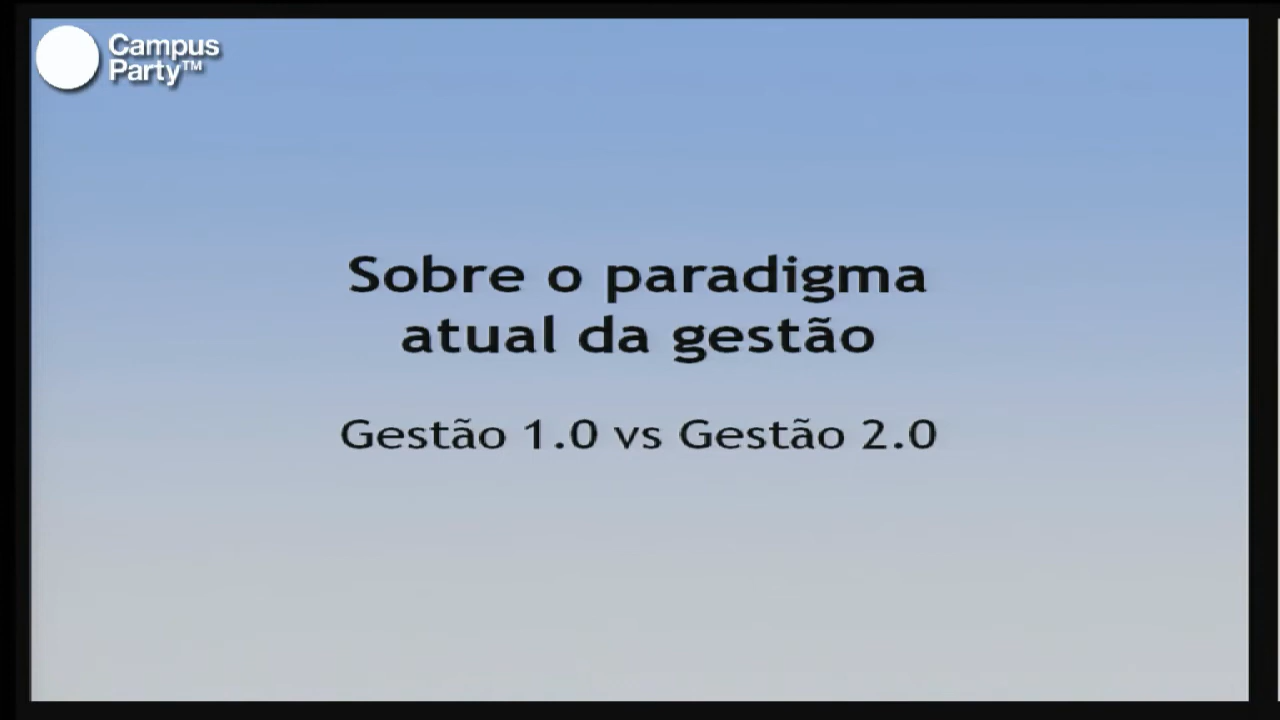 Campus
Party™
Sobre o paradigma
atual da gestão
Gestão 1.0 vs Gestão 2.0